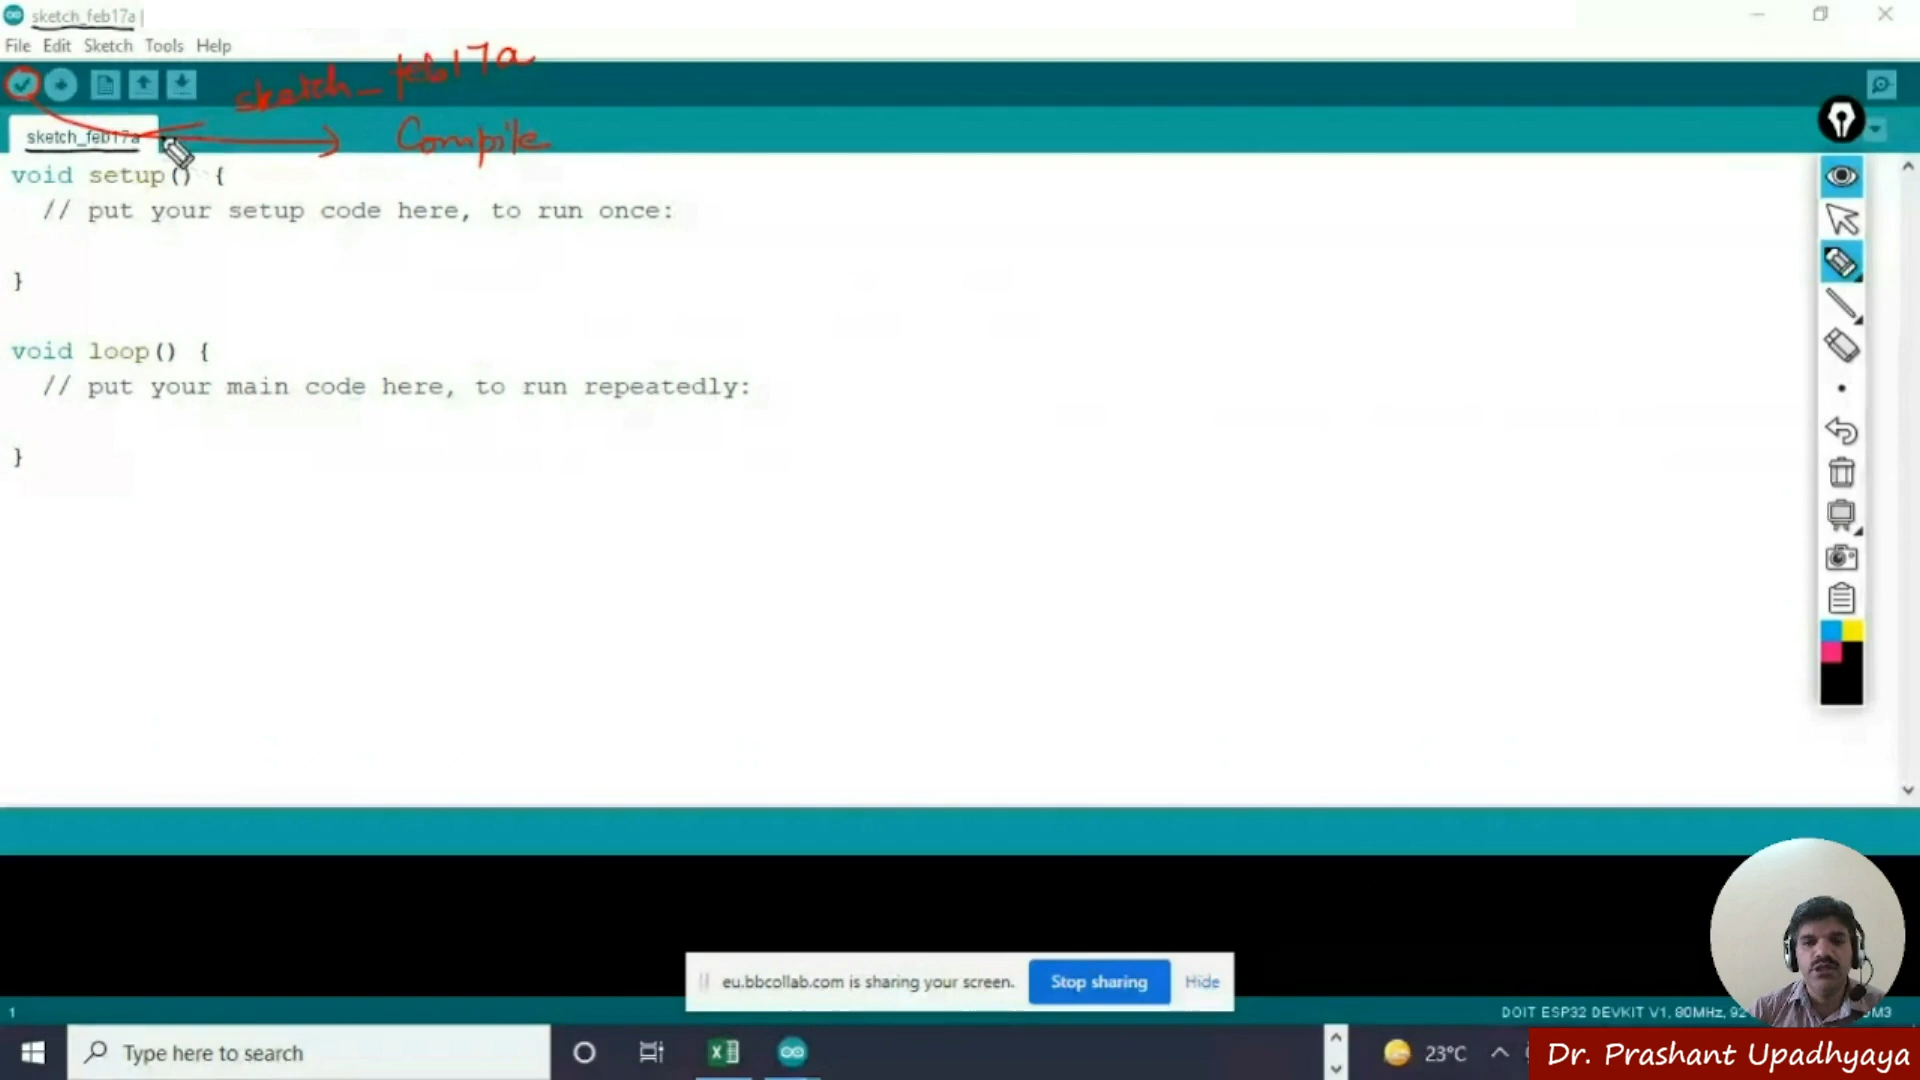 sketch_feb17a
File Edit Sketch Tools Help
sketch_feb17a
Compile
sketch_feb17a
void setup() {
// put your setup code here, to run once:
}
void loop() {
// put your main code here, to run repeatedly:
}
eu.bbcollab.com is sharing your screen. Stop sharing Hide
1
DOIT ESP32 DEVKIT V1, 80MHz,
Type here to search
23°C
Dr. Prashant Upadhyaya